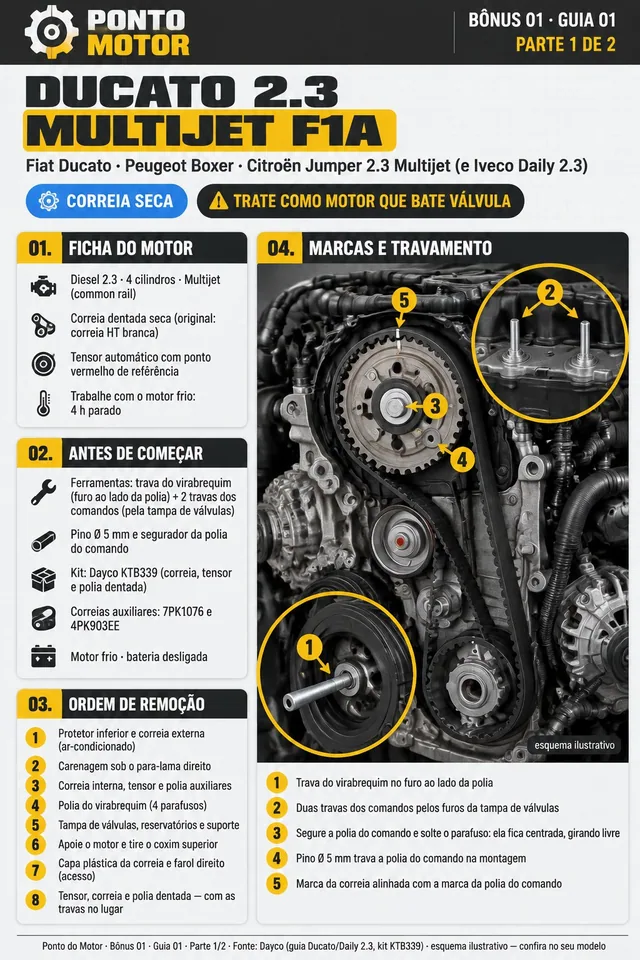 PONTO
MOTOR
BÔNUS 01 · GUIA 01
PARTE 1 DE 2
DUCATO 2.3
MULTIJET F1A
Fiat Ducato · Peugeot Boxer · Citroën Jumper 2.3 Multijet (e Iveco Daily 2.3)
CORREIA SECA
TRATE COMO MOTOR QUE BATE VÁLVULA
01. FICHA DO MOTOR
Diesel 2.3 · 4 cilindros · Multijet
(common rail)
Correia dentada seca (original:
correia HT branca)
Tensor automático com ponto
vermelho de refêrência
Trabalhe com o motor frio:
4 h parado
02. ANTES DE COMEÇAR
Ferramentas: trava do virabrequim
(furo ao lado da polia) + 2 travas dos
comandos (pela tampa de válvulas)
Pino Ø 5 mm e segurador da polia
do comando
Kit: Dayco KTB339 (correia, tensor
e polia dentada)
Correias auxiliares: 7PK1076 e
4PK903EE
Motor frio · bateria desligada
03. ORDEM DE REMOÇÃO
1 Protetor inferior e correia externa
(ar-condicionado)
2 Carenagem sob o para-lama direito
3 Correia interna, tensor e polia auxiliares
4 Polia do virabrequim (4 parafusos)
5 Tampa de válvulas, reservatórios e suporte
6 Apoie o motor e tire o coxim superior
7 Capa plástica da correia e farol direito
(acesso)
8 Tensor, correia e polia dentada — com as
travas no lugar
04. MARCAS E TRAVAMENTO
5
2
3
4
1
esquema ilustrativo
1 Trava do virabrequim no furo ao lado da polia
2 Duas travas dos comandos pelos furos da tampa de válvulas
3 Segure a polia do comando e solte o parafuso: ela fica centrada, girando livre
4 Pino Ø 5 mm trava a polia do comando na montagem
5 Marca da correia alinhada com a marca da polia do comando
Ponto do Motor · Bônus 01 · Guia 01 · Parte 1/2 · Fonte: Dayco (guia Ducato/Daily 2.3, kit KTB339) · esquema ilustrativo — confira no seu modelo